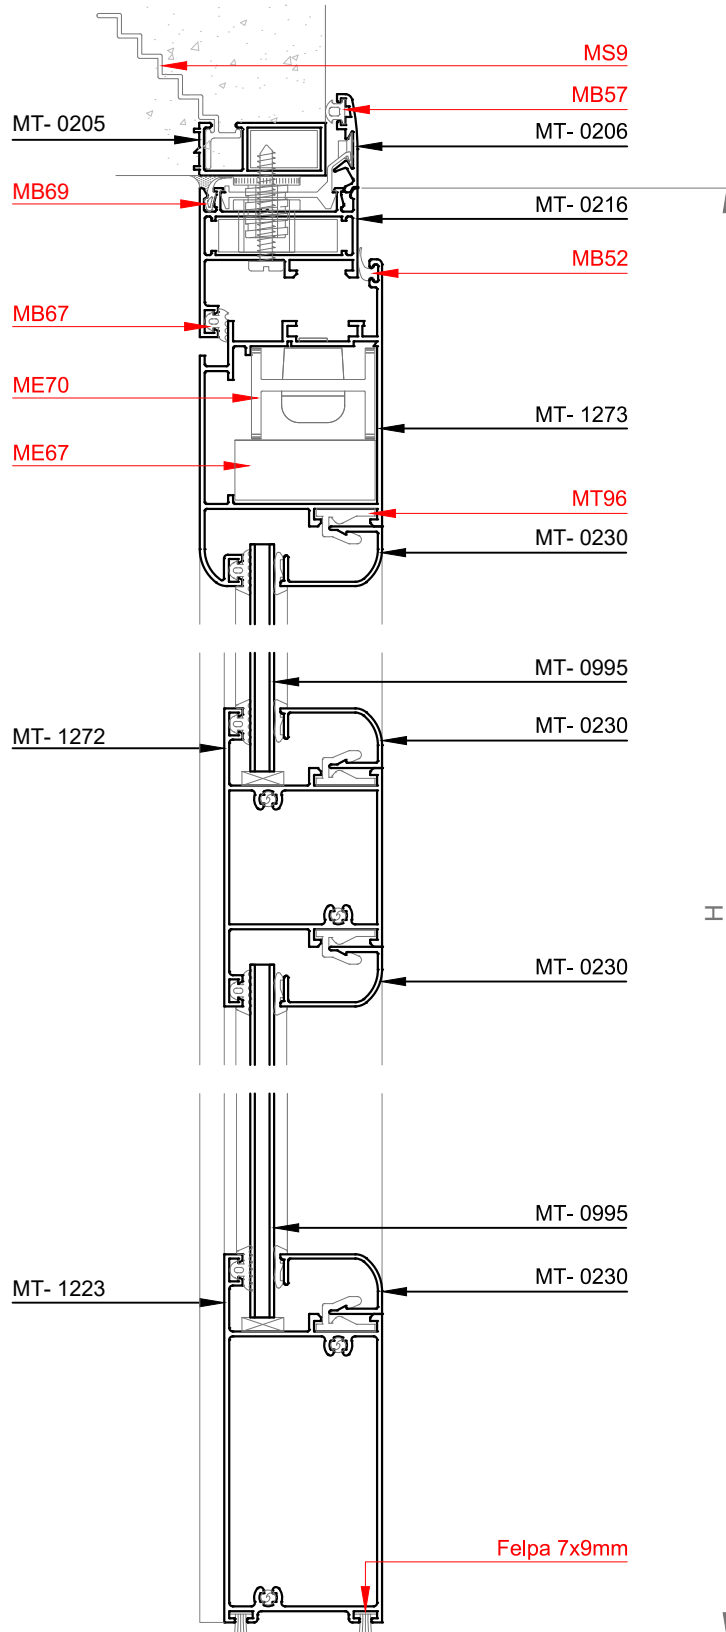 MS9
MB57
MT- 0205
MT- 0206
MB69
MT- 0216
MB52
MB67
ME70
MT- 1273
ME67
MT96
MT- 0230
MT- 0995
MT- 0230
MT- 1272
H
MT- 0230
MT- 0995
MT- 0230
MT- 1223
Felpa 7x9mm